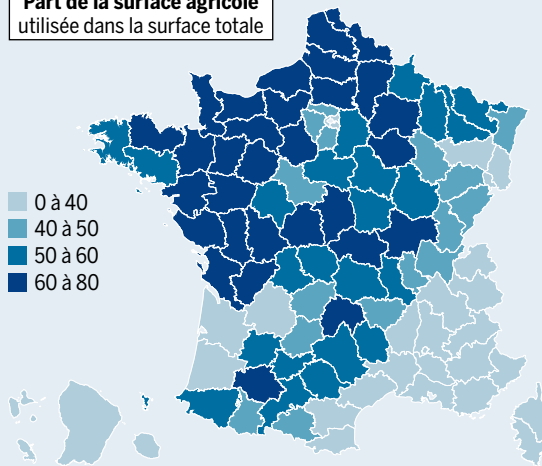 Part de la surface agricole
utilisée dans la surface totale
0 à 40
40 à 50
50 à 60
60 à 80